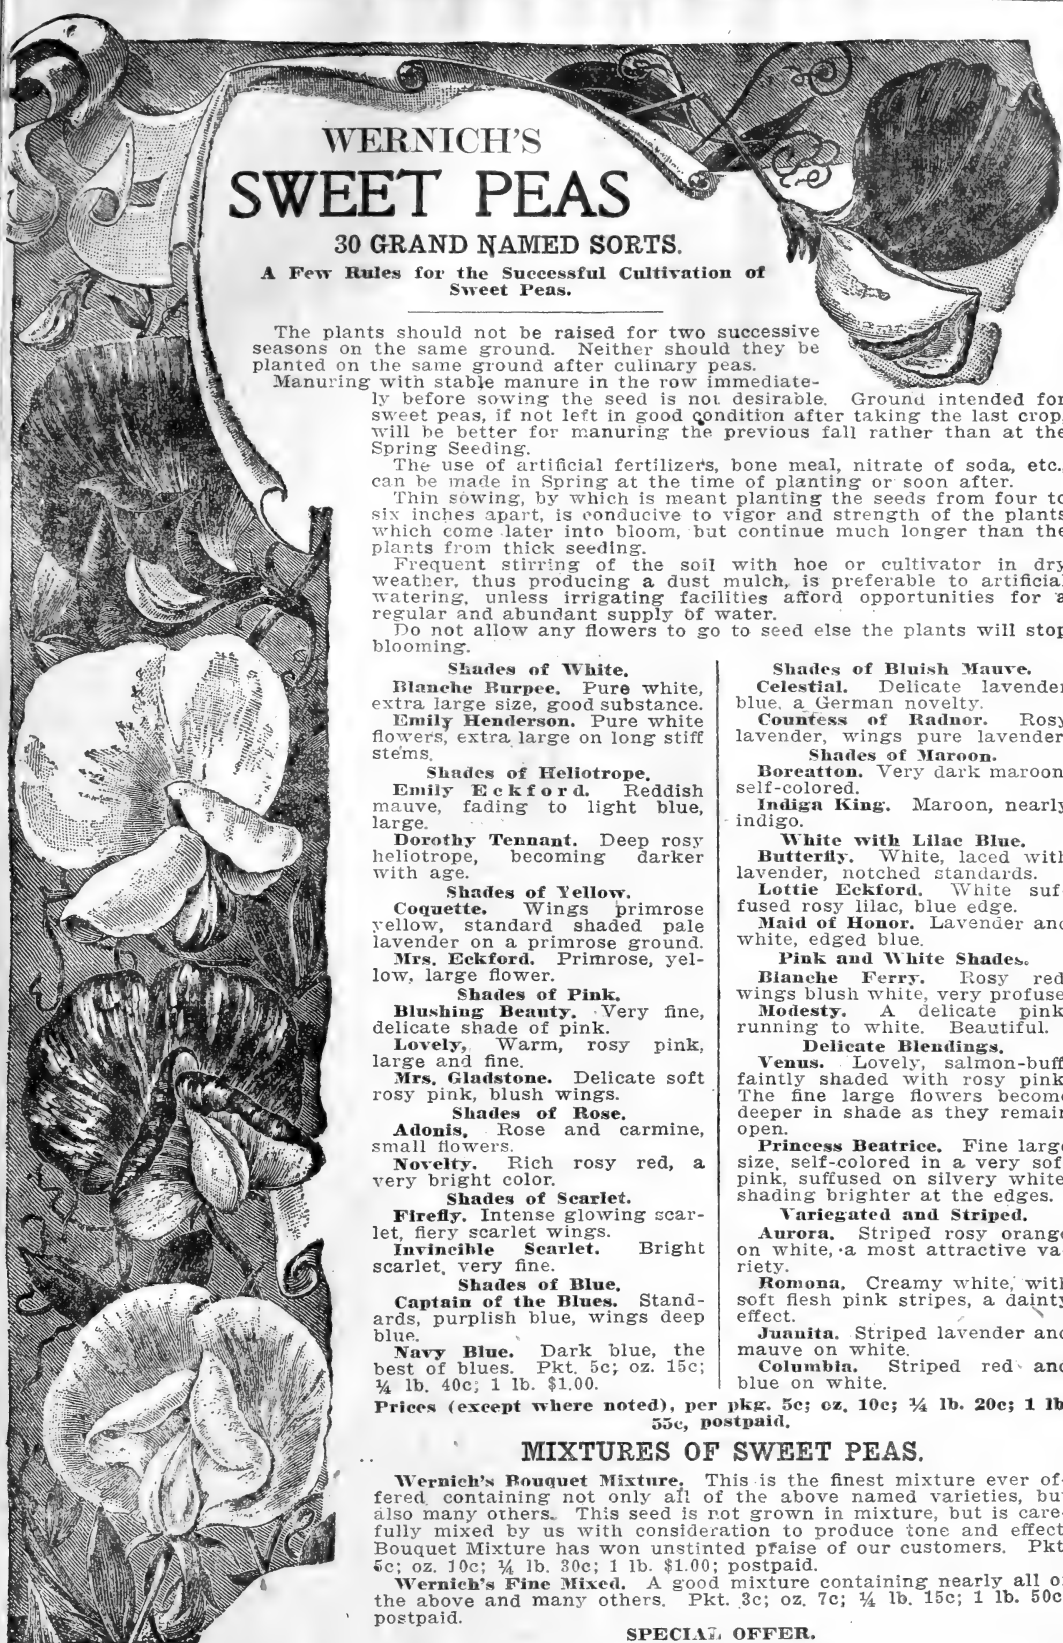 WERNICH'S
SWEET PEAS
30 GRAND NAMED SORTS.
A Few Rules for the Successful Cultivation of
Sweet Peas.
The plants should not be raised for two successive
seasons on the same ground. Neither should they be
planted on the same ground after culinary peas.
Manuring with stable manure in the row immediate-
ly before sowing the seed is not desirable. Ground intended for
sweet peas, if not left in good condition after taking the last crop,
will be better for manuring the previous fall rather than at the
Spring Seeding.
The use of artificial fertilizers, bone meal, nitrate of soda, etc.,
can be made in Spring at the time of planting or soon after.
Thin sowing, by which is meant planting the seeds from four to
six inches apart, is conducive to vigor and strength of the plants
which come later into bloom, but continue much longer than the
plants from thick seeding.
Frequent stirring of the soil with hoe or cultivator in dry
weather, thus producing a dust mulch, is preferable to artificial
watering, unless irrigating facilities afford opportunities for a
regular and abundant supply of water.
Do not allow any flowers to go to seed else the plants will stop
blooming.
Shades of White.
Blanche Burpee. Pure white,
extra large size, good substance.
Emily Henderson. Pure white
flowers, extra large on long stiff
stems.
Shades of Heliotrope.
Emily Eckford. Reddish
mauve, fading to light blue,
large.
Dorothy Tennant. Deep rosy
heliotrope, becoming darker
with age.
Shades of Yellow.
Coquette. Wings primrose
yellow, standard shaded pale
lavender on a primrose ground.
Mrs. Eckford. Primrose, yel-
low, large flower.
Shades of Pink.
Blushing Beauty. Very fine,
delicate shade of pink.
Lovely, Warm, rosy pink,
large and fine.
Mrs. Gladstone. Delicate soft
rosy pink, blush wings.
Shades of Rose.
Adonis, Rose and carmine,
small flowers.
Novelty. Rich rosy red, a
very bright color.
Shades of Scarlet.
Firefly. Intense glowing scar-
let, fiery scarlet wings.
Invincible Scarlet. Bright
scarlet, very fine.
Shades of Blue.
Captain of the Blues. Stand-
ards, purplish blue, wings deep
blue.
Navy Blue. Dark blue, the
best of blues. Pkt. 5c; oz. 15c;
¼ lb. 40c; 1 lb. $1.00.
Shades of Bluish Mauve.
Celestial. Delicate lavender
blue, a German novelty.
Countess of Radnor. Rosy
lavender, wings pure lavender
Shades of Maroon.
Boreatton. Very dark maroon
self-colored.
Indiga King. Maroon, nearly
indigo.
White with Lilac Blue.
Butterfly. White, laced with
lavender, notched standards.
Lottie Eckford. White suf-
fused rosy lilac, blue edge.
Maid of Honor. Lavender and
white, edged blue.
Pink and White Shades.
Blanche Ferry. Rosy red
wings blush white, very profuse
Modesty. A delicate pink
running to white. Beautiful.
Delicate Blendings.
Venus. Lovely, salmon-buff
faintly shaded with rosy pink
The fine large flowers become
deeper in shade as they remain
open.
Princess Beatrice. Fine large
size, self-colored in a very soft
pink, suffused on silvery white
shading brighter at the edges.
Variegated and Striped.
Aurora. Striped rosy orange
on white, a most attractive va-
riety.
Romona. Creamy white, with
soft flesh pink stripes, a dainty
effect.
Juanita. Striped lavender and
mauve on white.
Columbia. Striped red and
blue on white.
Prices (except where noted), per pkg. 5c; oz, 10c; ¼ lb. 20c; 1 lb
55c, postpaid.
MIXTURES OF SWEET PEAS.
Wernich's Bouquet Mixture, This is the finest mixture ever of-
fered containing not only all of the above named varieties, but
also many others. This seed is not grown in mixture, but is care-
fully mixed by us with consideration to produce tone and effect
Bouquet Mixture has won unstinted praise of our customers. Pkt
5c; oz. 10c; ¼ lb. 30c; 1 lb. $1.00; postpaid.
Wernich's Fine Mixed. A good mixture containing nearly all of
the above and many others. Pkt. 3c; oz. 7c; ¼ lb. 15c; 1 lb. 50c
postpaid.
SPECIAL OFFER.